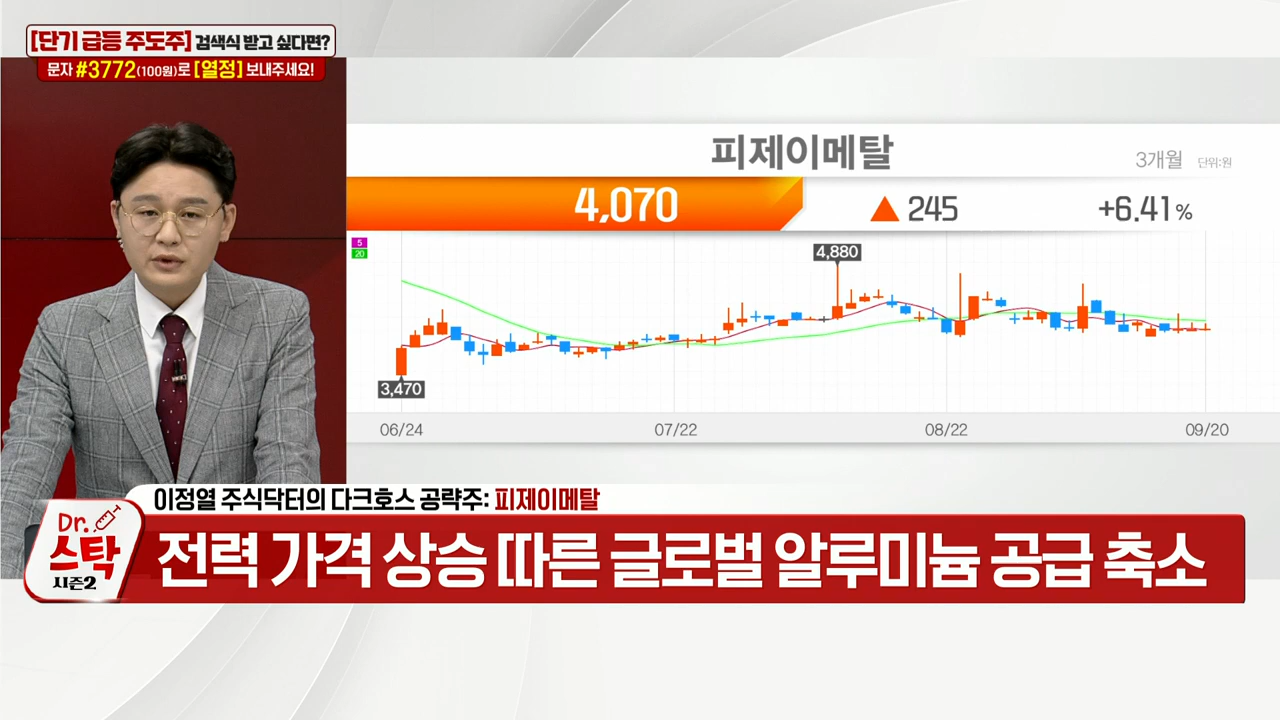 [단기 급등 주도주] 검색식 받고 싶다면?
문자 #3772(100원)로 [열정] 보내주세요!
피제이메탈
3개월 단위:원
4,070 ▲ 245 +6.41%
5
20
4,880
3,470
06/24 07/22 08/22 09/20
이정열 주식닥터의 다크호스 공략주: 피제이메탈
Dr.
스탁
시즌2
전력 가격 상승 따른 글로벌 알루미늄 공급 축소